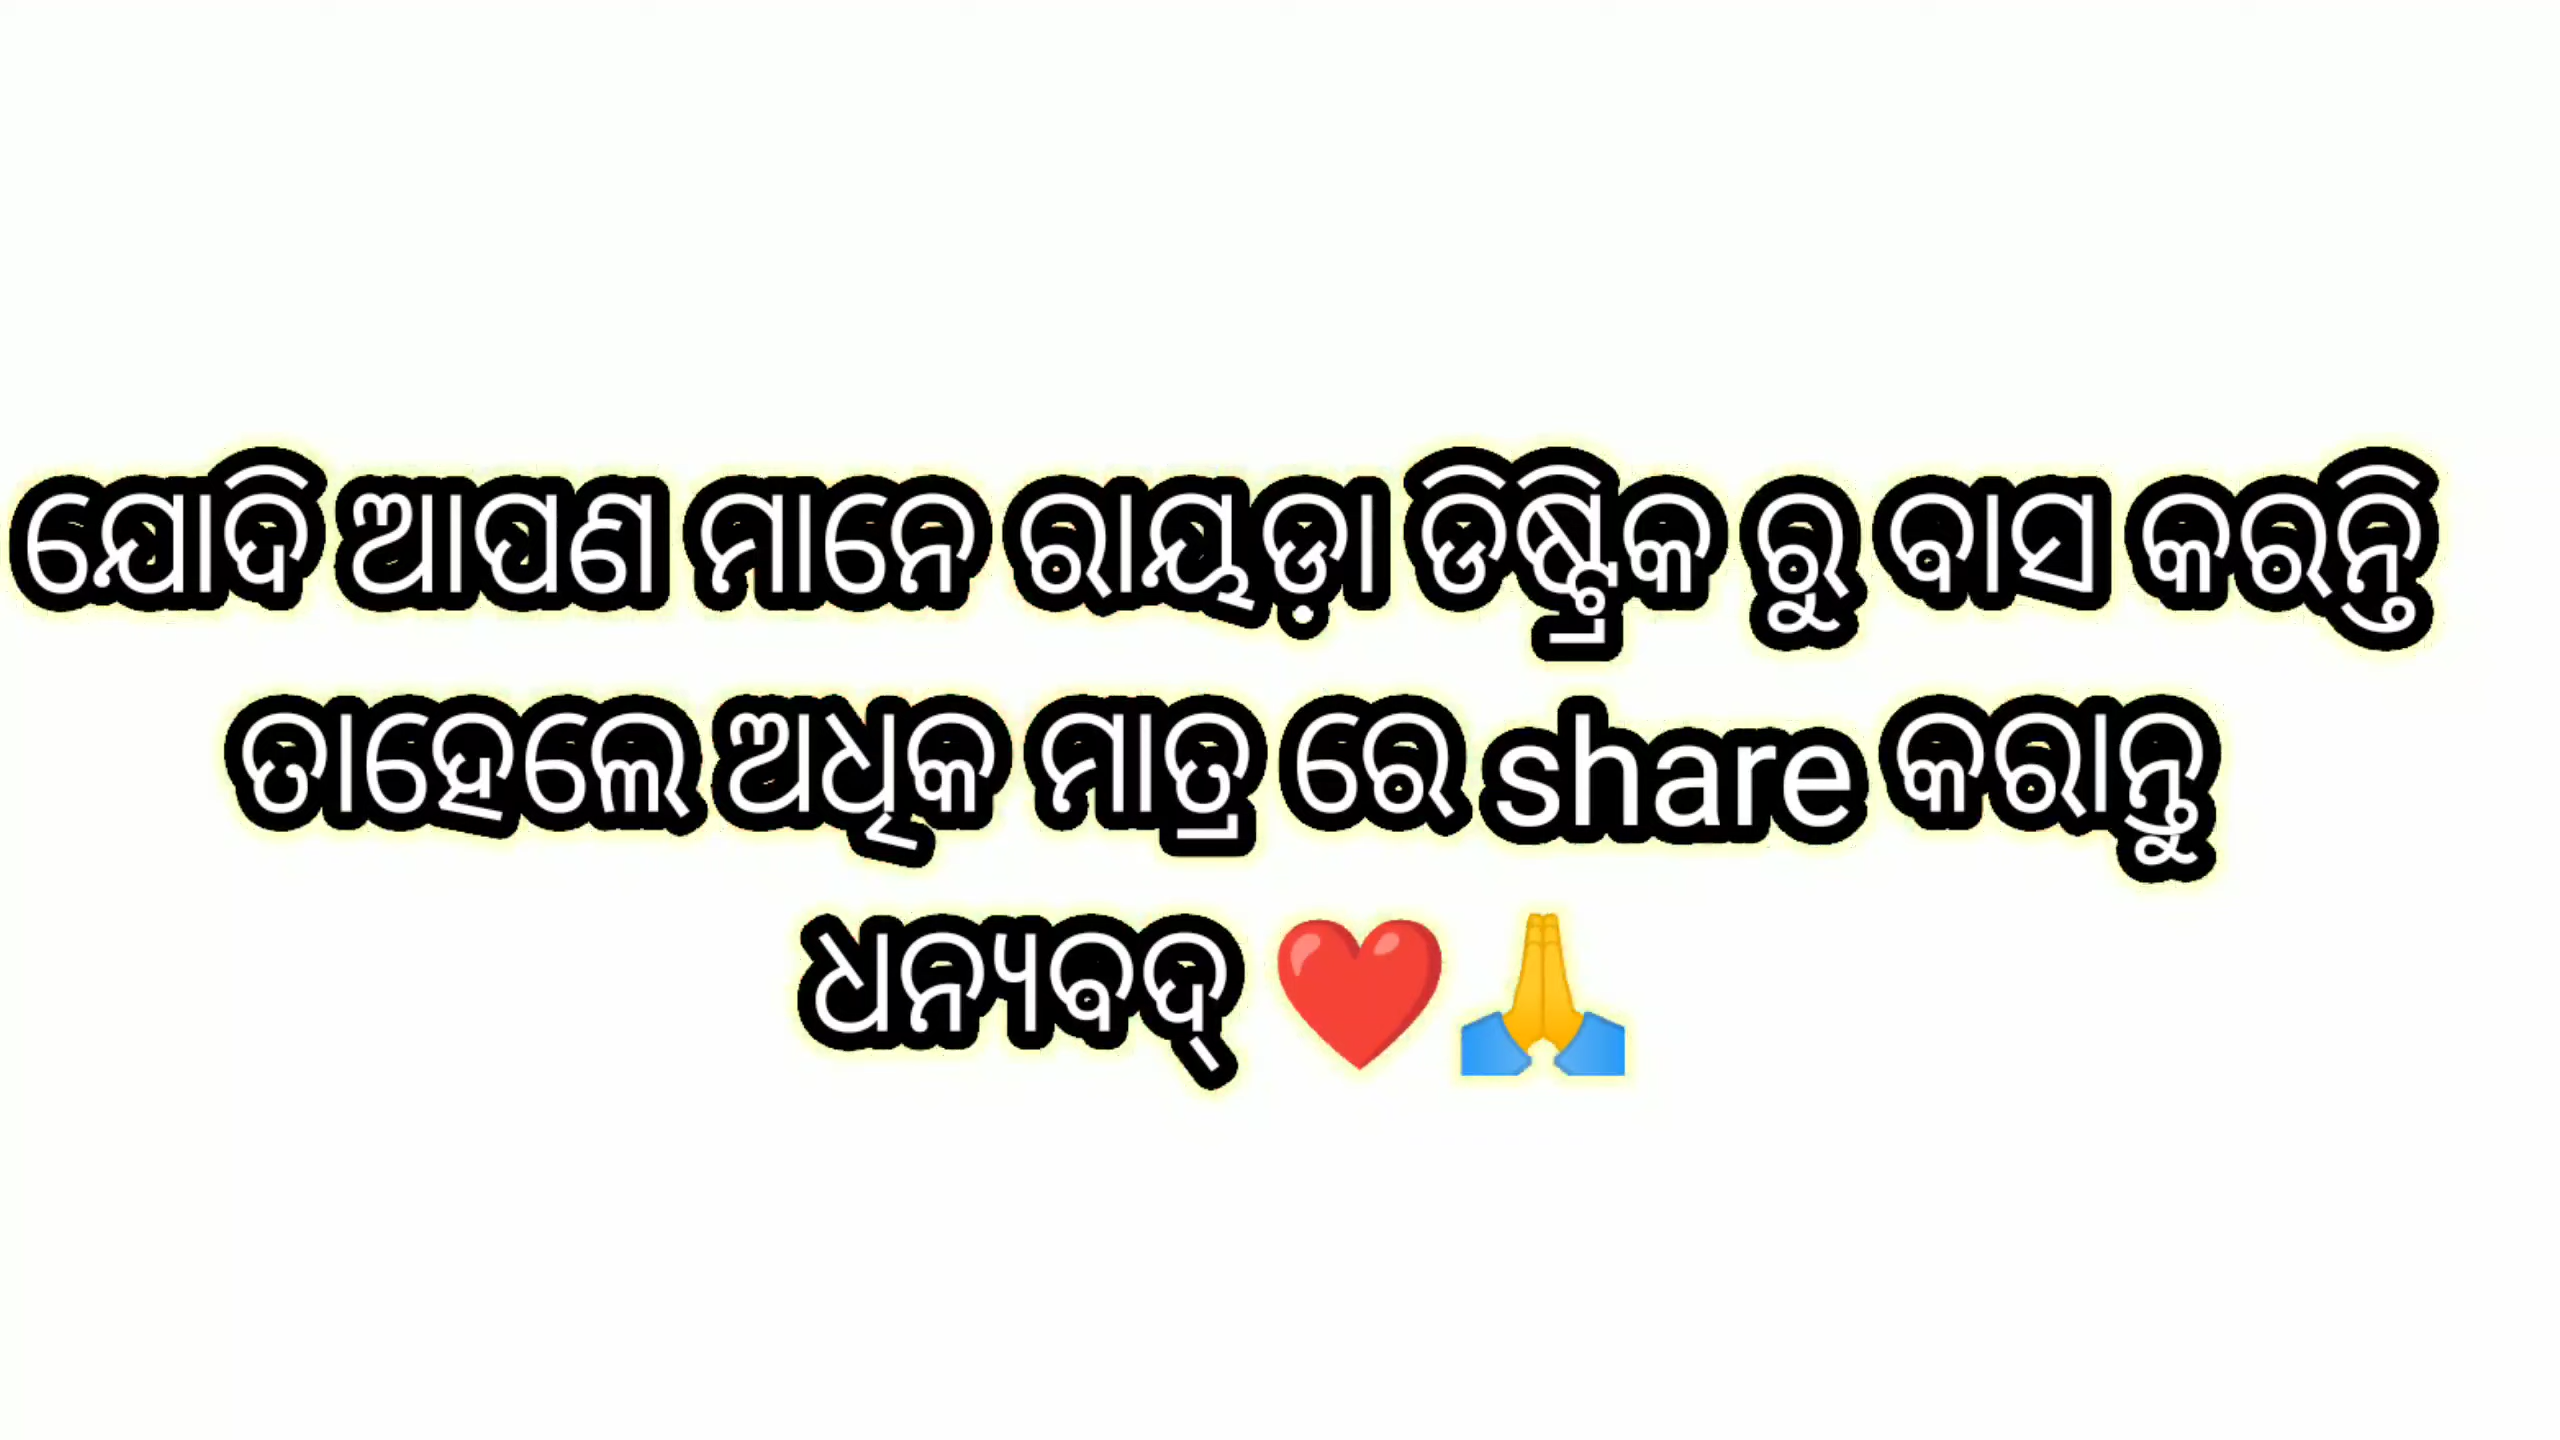 ଯୋଦି ଆପଣ ମାନେ ରାୟଡ଼ା ଡିଷ୍ଟ୍ରିକ ରୁ ବାସ କରନ୍ତି
ତାହେଲେ ଅଧିକ ମାତ୍ର ରେ share କରାନ୍ତୁ
ଧନ୍ୟବଦ୍ ❤️🙏